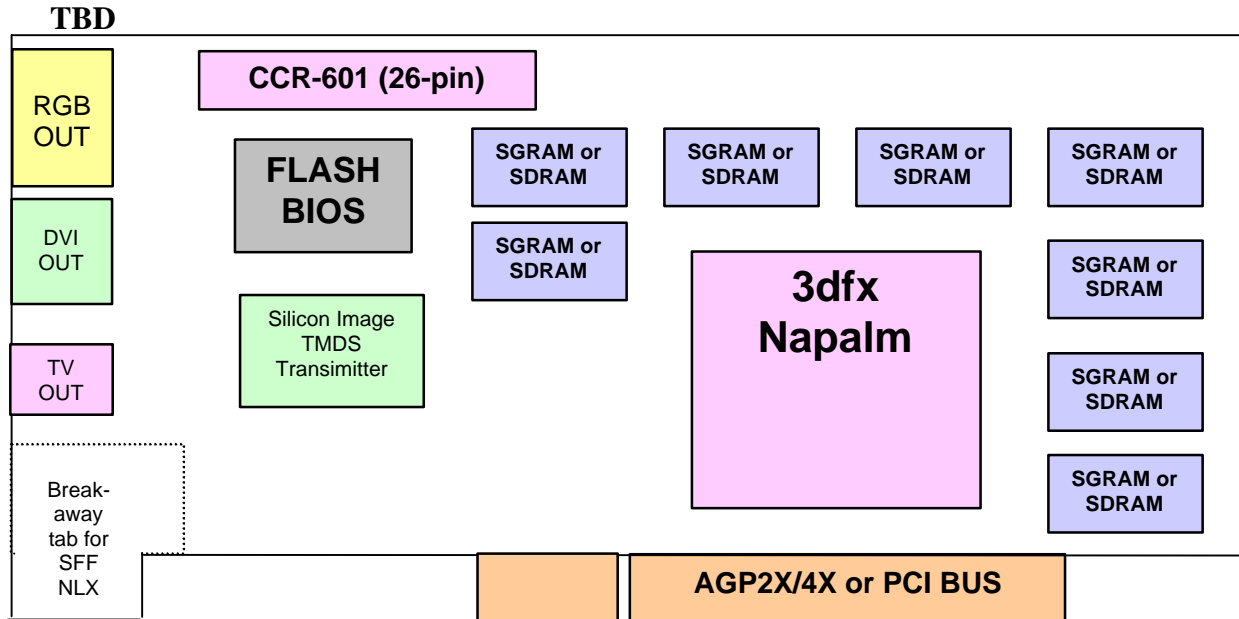 TBD
RGB
OUT
CCR-601 (26-pin)
FLASH
BIOS
SGRAM or
SDRAM
SGRAM or
SDRAM
SGRAM or
SDRAM
SGRAM or
SDRAM
DVI
OUT
SGRAM or
SDRAM
3dfx
Napalm
SGRAM or
SDRAM
Silicon Image
TMDS
Transimitter
TV
OUT
SGRAM or
SDRAM
SGRAM or
SDRAM
Break-
away
tab for
SFF
NLX
AGP2X/4X or PCI BUS